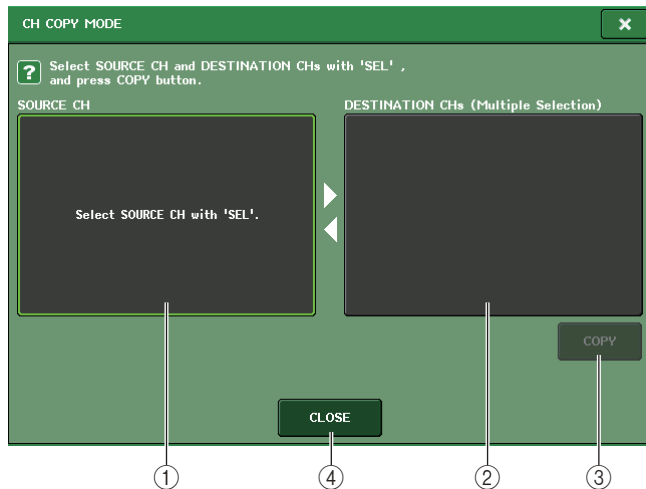 CH COPY MODE
Select SOURCE CH and DESTINATION CHs with 'SEL' ,
and press COPY button.
SOURCE CH
DESTINATION CHs (Multiple Selection)
Select SOURCE CH with 'SEL'.
COPY
CLOSE
① ④ ② ③